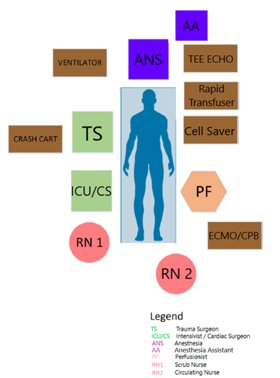 AA
VENTILATOR
ANS
TEE ECHO
Rapid
Transfuser
CRASH CART
TS
Cell Saver
ICU/CS
PF
RN 1
ECMO/CPB
RN 2
Legend
TS Trauma Surgeon
ICU/CS Intensivist / Cardiac Surgeon
ANS Anesthesia
AA Anesthesia Assistant
PF Perfusionist
RN1 Scrub Nurse
RN2 Circulating Nurse